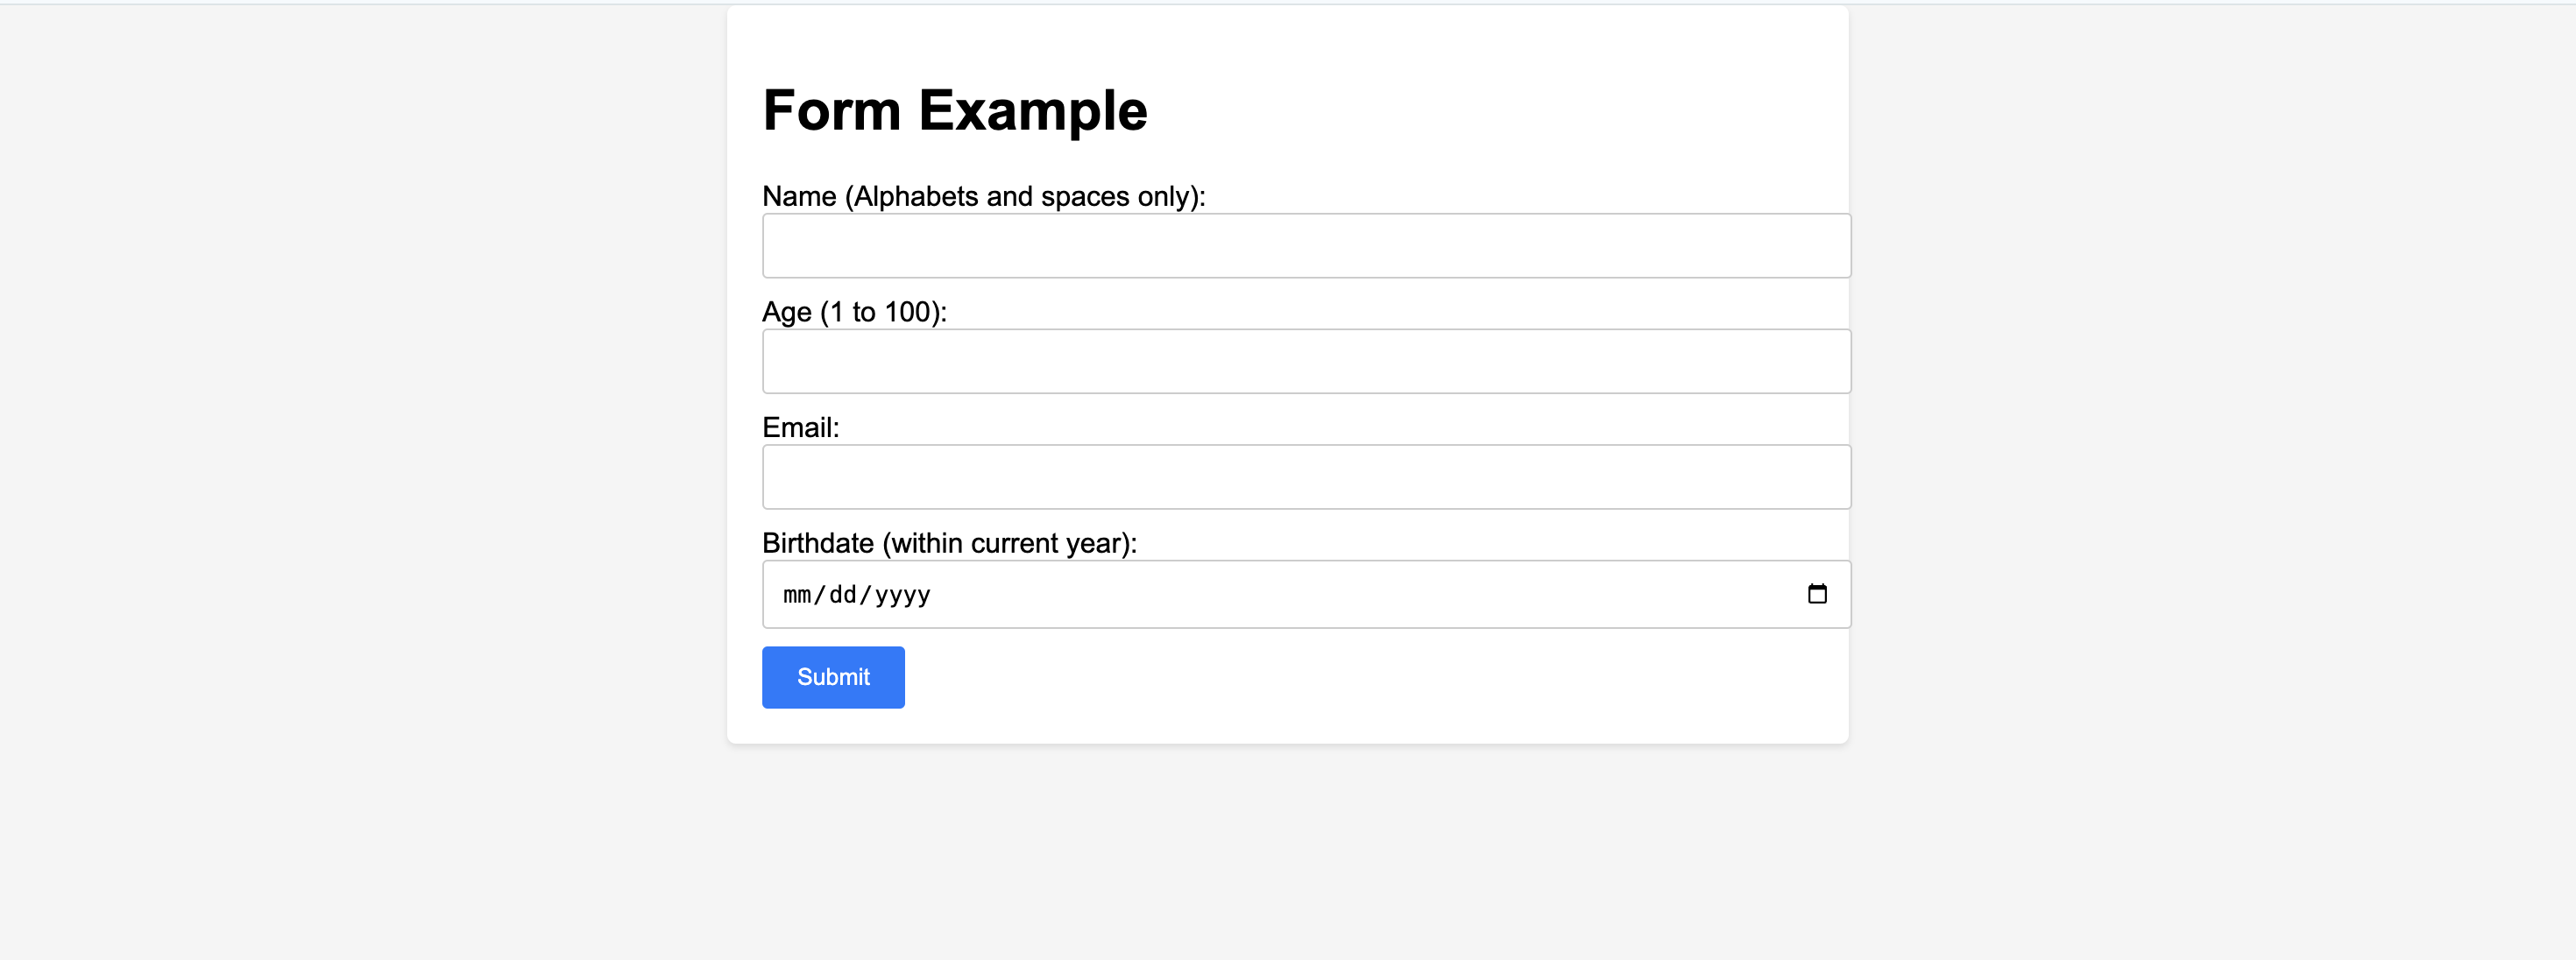 Form Example
Name (Alphabets and spaces only):
Age (1 to 100):
Email:
Birthdate (within current year):
mm/dd/yyyy
Submit